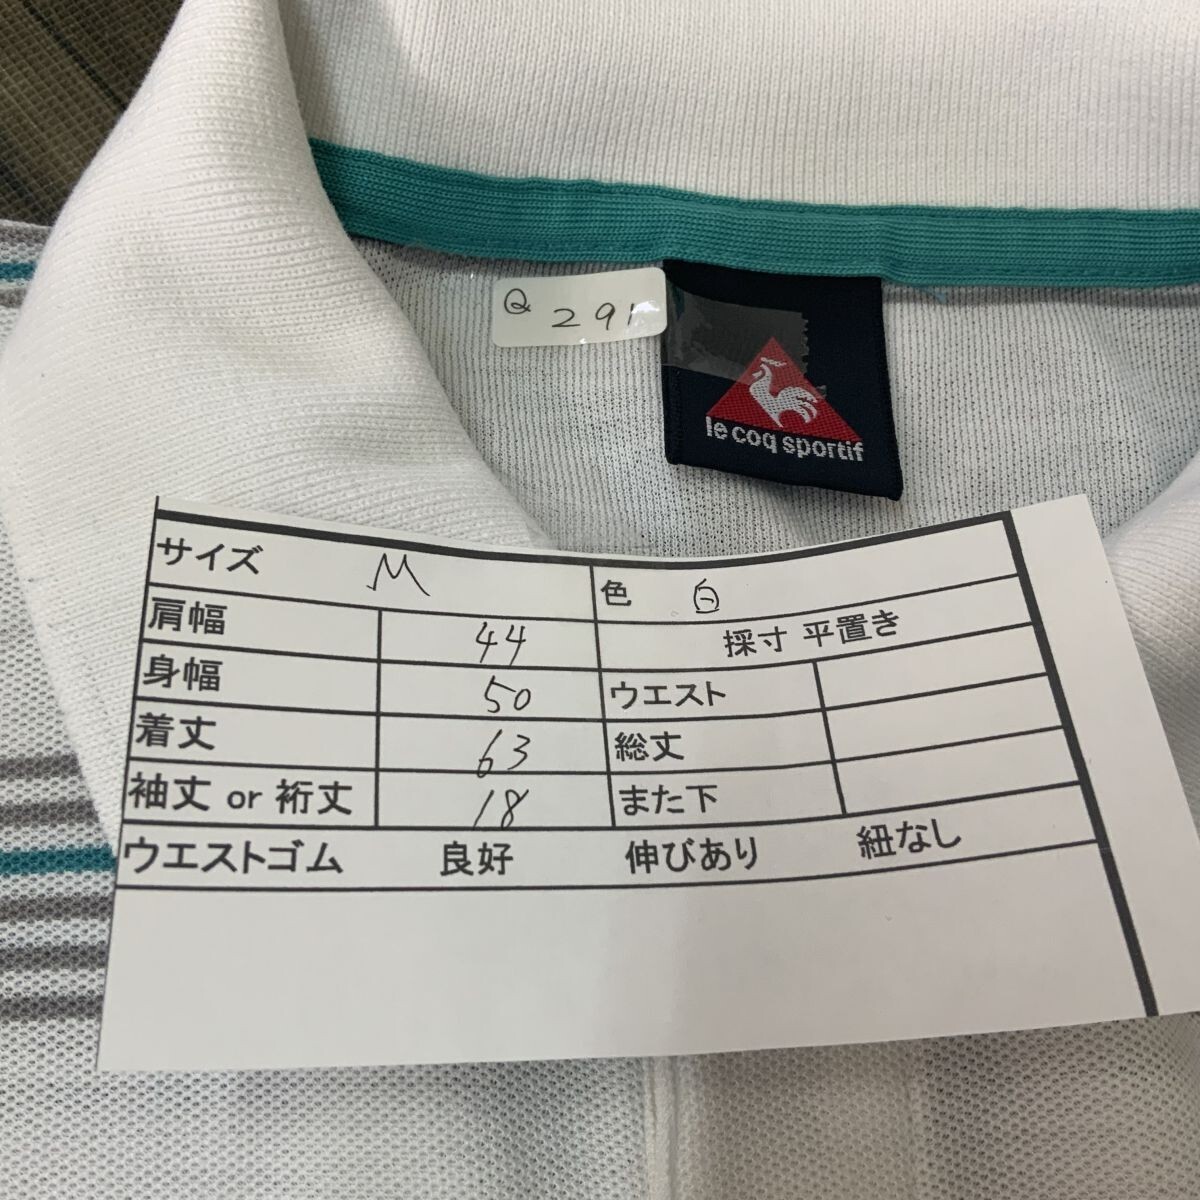 Q 291
le coq sportif
サイズ M 色 白
肩幅 44 採寸 平置き
身幅 50 ウエスト
着丈 63 総丈
袖丈 or 裄丈 18 また下
ウエストゴム 良好 伸びあり 紐なし